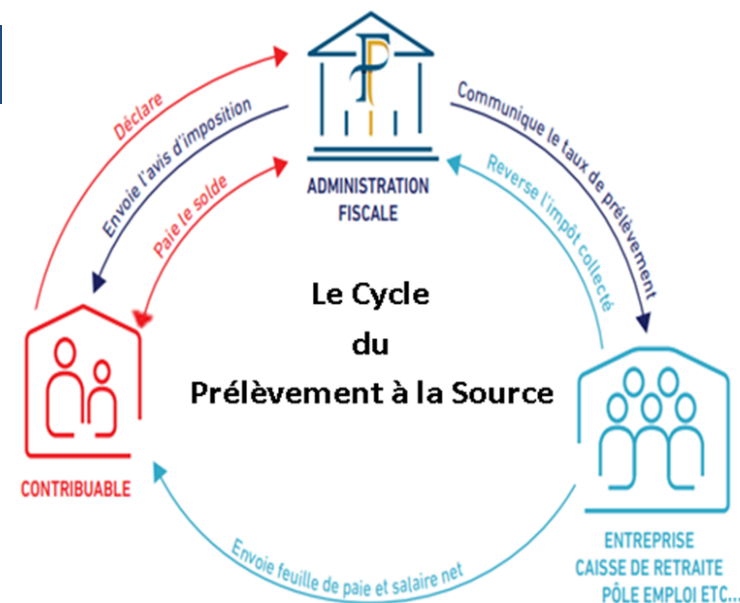 Déclare
Envoie l'avis d'imposition
Paie le solde
ADMINISTRATION
FISCALE
Communique le taux de prélèvement
Reverse l'impôt collecté
Le Cycle
du
Prélèvement à la Source
CONTRIBUABLE
Envoie feuille de paie et salaire net
ENTREPRISE
CAISSE DE RETRAITE
PÔLE EMPLOI ETC...